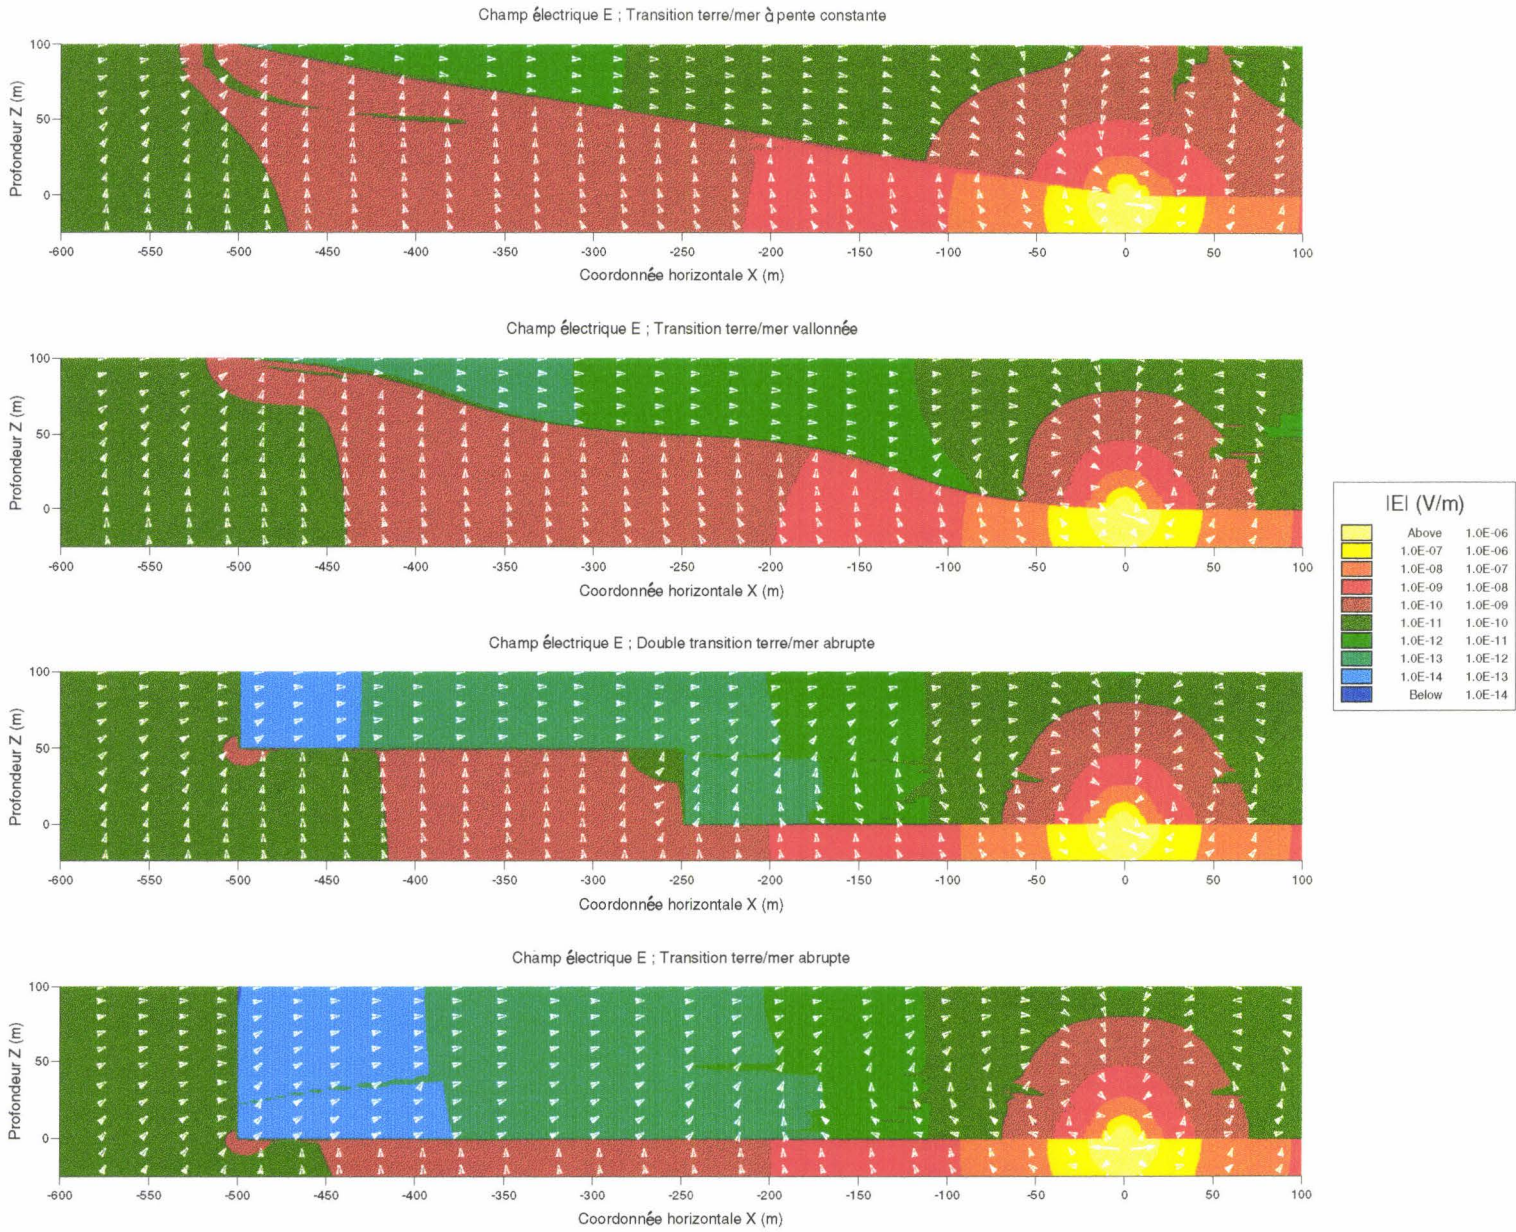 Champ électrique E ; Transition terre/mer à pente constante
Profondeur Z (m)
100
50
0
-600 -550 -500 -450 -400 -350 -300 -250 -200 -150 -100 -50 0 50 100
Coordonnée horizontale X (m)
Champ électrique E ; Transition terre/mer vallonnée
Profondeur Z (m)
100
50
0
-600 -550 -500 -450 -400 -350 -300 -250 -200 -150 -100 -50 0 50 100
Coordonnée horizontale X (m)
|E| (V/m)
Above 1.0E-06
1.0E-07 1.0E-06
1.0E-08 1.0E-07
1.0E-09 1.0E-08
1.0E-10 1.0E-09
1.0E-11 1.0E-10
1.0E-12 1.0E-11
1.0E-13 1.0E-12
1.0E-14 1.0E-13
Below 1.0E-14
Champ électrique E ; Double transition terre/mer abrupte
Profondeur Z (m)
100
50
0
-600 -550 -500 -450 -400 -350 -300 -250 -200 -150 -100 -50 0 50 100
Coordonnée horizontale X (m)
Champ électrique E ; Transition terre/mer abrupte
Profondeur Z (m)
100
50
0
-600 -550 -500 -450 -400 -350 -300 -250 -200 -150 -100 -50 0 50 100
Coordonnée horizontale X (m)